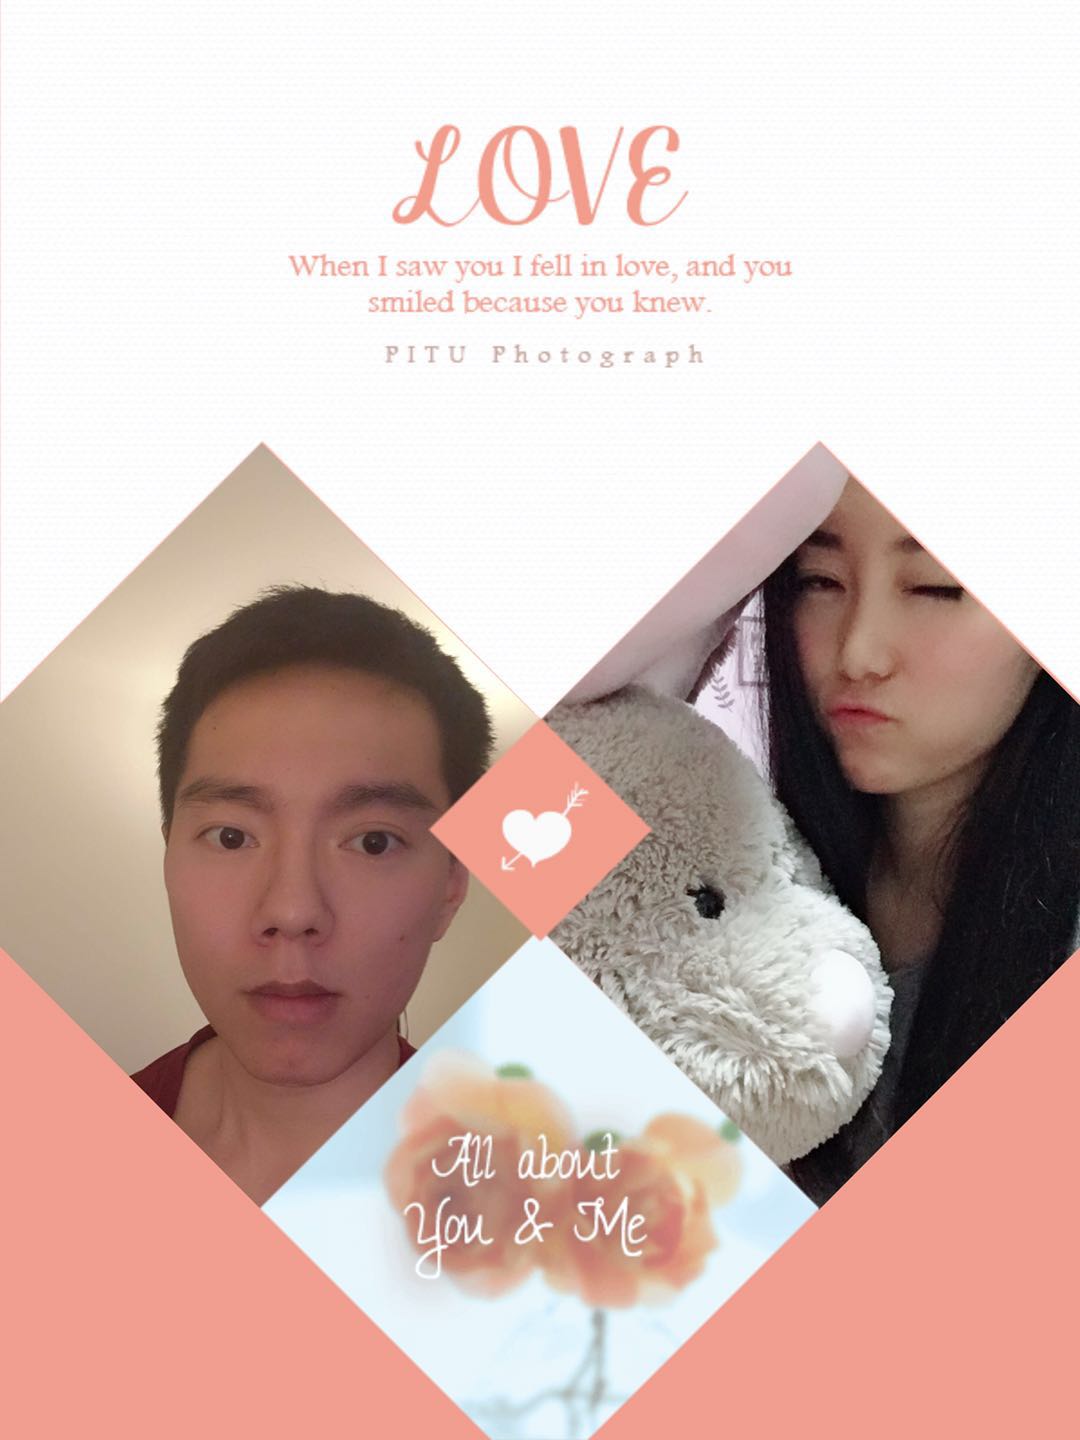 LOVE
When I saw you I fell in love, and you
smiled because you knew.
PITU Photograph
All about
You & Me